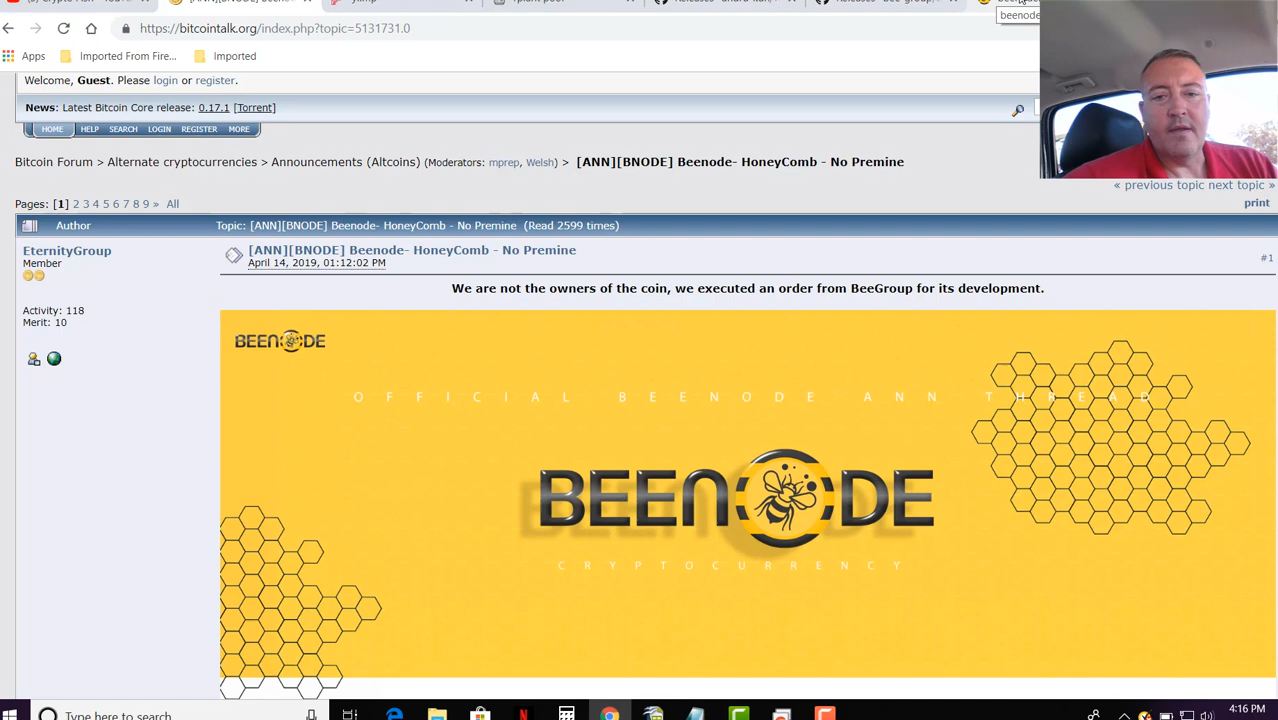 https://bitcointalk.org/index.php?topic=5131731.0
beenode
Apps Imported From Fire... Imported
Welcome, Guest. Please login or register.
News: Latest Bitcoin Core release: 0.17.1 [Torrent]
HOME HELP SEARCH LOGIN REGISTER MORE
Bitcoin Forum > Alternate cryptocurrencies > Announcements (Altcoins) (Moderators: mprep, Welsh) > [ANN][BNODE] Beenode- HoneyComb - No Premine
« previous topic next topic »
Pages: [1] 2 3 4 5 6 7 8 9 » All
print
Author Topic: [ANN][BNODE] Beenode- HoneyComb - No Premine (Read 2599 times)
EternityGroup
Member
Activity: 118
Merit: 10
[ANN][BNODE] Beenode- HoneyComb - No Premine
April 14, 2019, 01:12:02 PM
#1
We are not the owners of the coin, we executed an order from BeeGroup for its development.
BEENODE
OFFICIAL BEENODE ANN THREAD
BEENODE
CRYPTOCURRENCY
Type here to search
4:16 PM